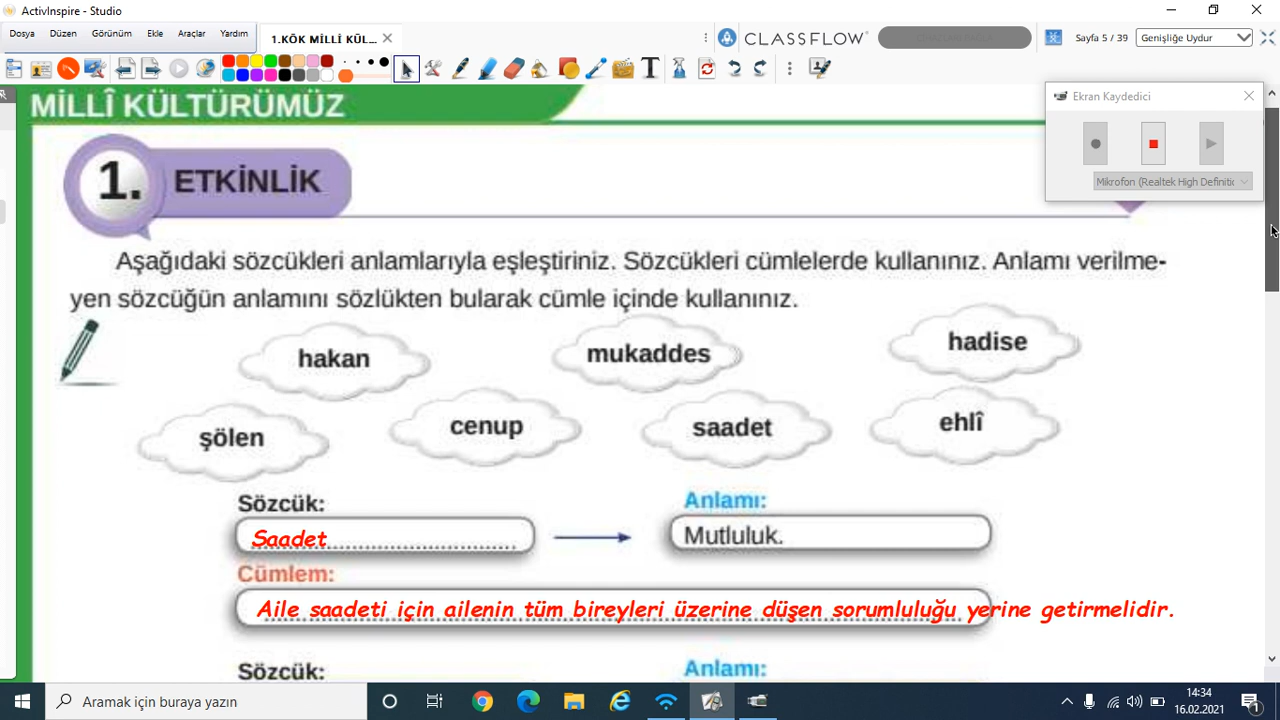 ActivInspire - Studio
Dosya Düzen Görünüm Ekle Araçlar Yardım
1.KÖK MİLLİ KÜL...
CLASSFLOW
Sayfa 5 / 39
Genişliğe Uydur
MİLLÎ KÜLTÜRÜMÜZ
Ekran Kaydedici
Mikrofon (Realtek High Definitic
1. ETKİNLİK
Aşağıdaki sözcükleri anlamlarıyla eşleştiriniz. Sözcükleri cümlelerde kullanınız. Anlamı verilme-
yen sözcüğün anlamını sözlükten bularak cümle içinde kullanınız.
hakan mukaddes hadise
şölen cenup saadet ehlî
Sözcük: Anlamı:
Saadet Mutluluk.
Cümlem:
Aile saadeti için ailenin tüm bireyleri üzerine düşen sorumluluğu yerine getirmelidir.
Sözcük: Anlamı:
Aramak için buraya yazın
14:34
16.02.2021
1